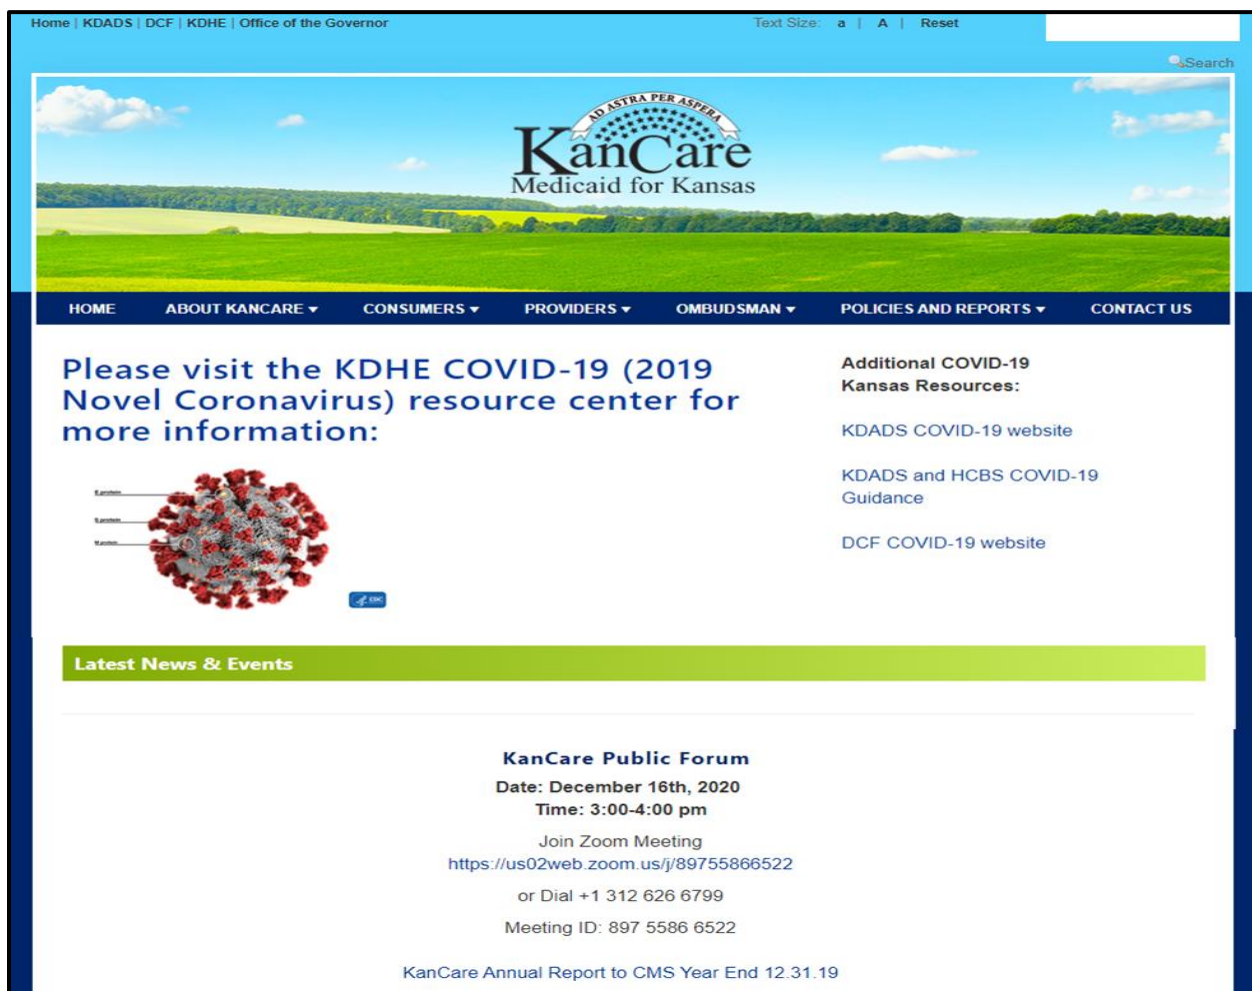 Home | KDADS | DCF | KDHE | Office of the Governor
Text Size: a | A | Reset
Search
AD ASTRA PER ASPERA
KanCare
Medicaid for Kansas
HOME ABOUT KANCARE CONSUMERS PROVIDERS OMBUDSMAN POLICIES AND REPORTS CONTACT US
Please visit the KDHE COVID-19 (2019
Novel Coronavirus) resource center for
more information:
E protein
S protein
M protein
CDC
Additional COVID-19
Kansas Resources:
KDADS COVID-19 website
KDADS and HCBS COVID-19
Guidance
DCF COVID-19 website
Latest News & Events
KanCare Public Forum
Date: December 16th, 2020
Time: 3:00-4:00 pm
Join Zoom Meeting
https://us02web.zoom.us/j/89755866522
or Dial +1 312 626 6799
Meeting ID: 897 5586 6522
KanCare Annual Report to CMS Year End 12.31.19